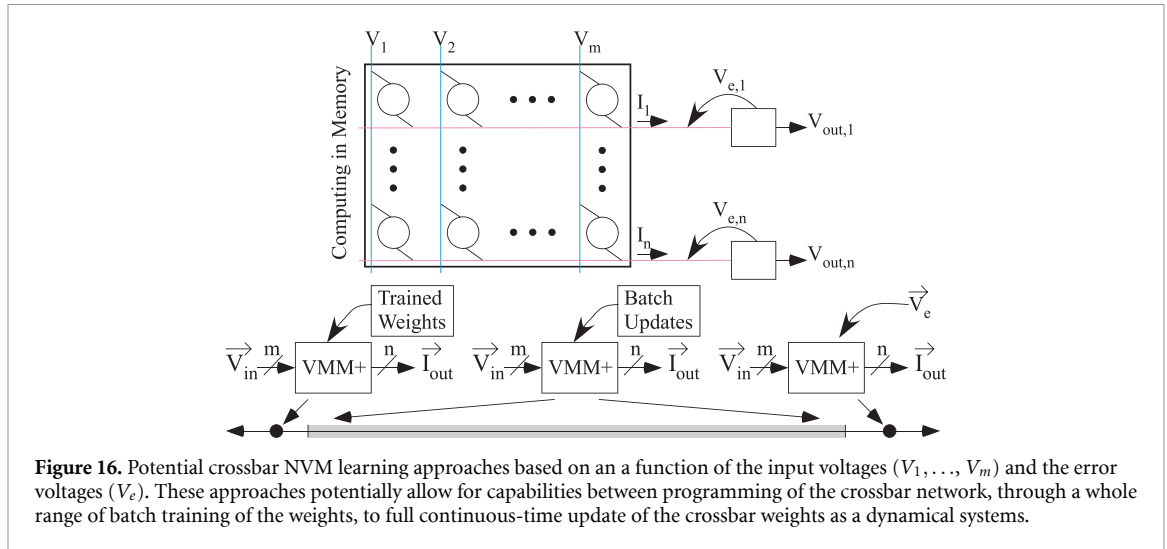 V1 V2 Vm
Computing in Memory
I1
Ve,1
Vout,1
In
Ve,n
Vout,n
Trained
Weights
Vin m VMM+ n Iout
Batch
Updates
Vin m VMM+ n Iout
Ve
Vin m VMM+ n Iout
Figure 16. Potential crossbar NVM learning approaches based on an a function of the input voltages (V1,..., Vm) and the error
voltages (Ve). These approaches potentially allow for capabilities between programming of the crossbar network, through a whole
range of batch training of the weights, to full continuous-time update of the crossbar weights as a dynamical systems.